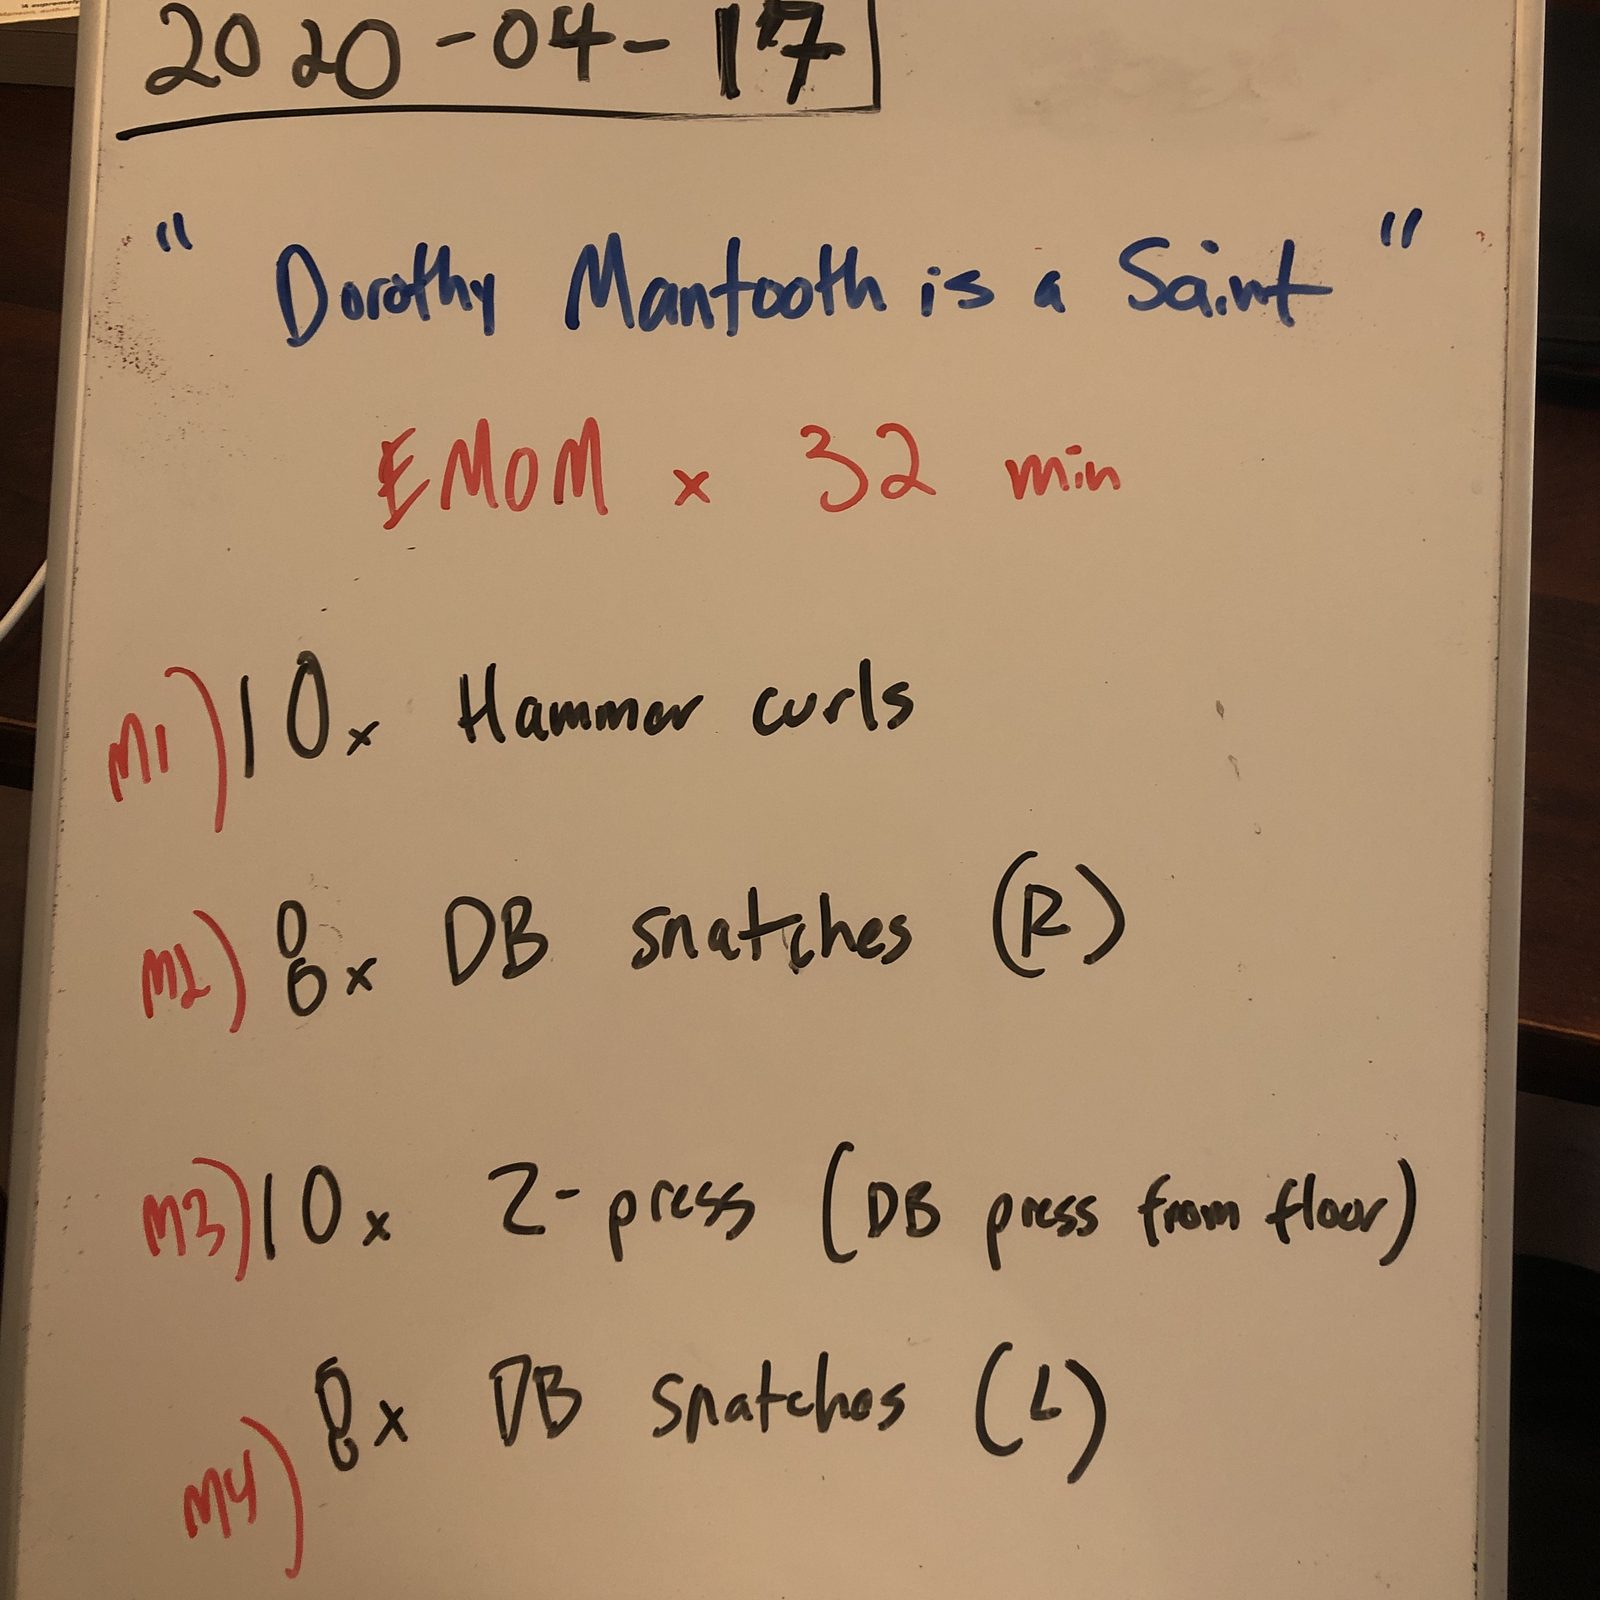 2020-04-17
" Dorothy Mantooth is a Saint "
EMOM x 32 min
M1) 10x Hammer curls
M2) 8x DB snatches (R)
M3) 10x Z-press (DB press from floor)
M4) 8x DB snatches (L)